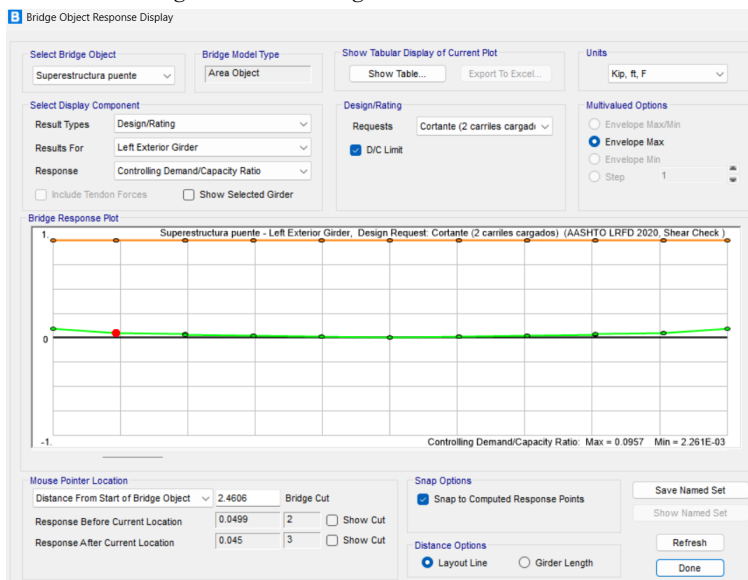 B Bridge Object Response Display
Select Bridge Object
Superestructura puente
Bridge Model Type
Area Object
Show Tabular Display of Current Plot
Show Table...
Export To Excel...
Units
Kip, ft, F
Select Display Component
Result Types Design/Rating
Results For Left Exterior Girder
Response Controlling Demand/Capacity Ratio
Include Tendon Forces Show Selected Girder
Design/Rating
Requests Cortante (2 carriles cargad
D/C Limit
Multivalued Options
Envelope Max/Min
Envelope Max
Envelope Min
Step 1
Bridge Response Plot
Superestructura puente - Left Exterior Girder, Design Request: Cortante (2 carriles cargados) (AASHTO LRFD 2020, Shear Check )
1.
0
-1.
Controlling Demand/Capacity Ratio: Max = 0.0957 Min = 2.261E-03
Mouse Pointer Location
Distance From Start of Bridge Object 2.4606 Bridge Cut
Response Before Current Location 0.0499 2 Show Cut
Response After Current Location 0.045 3 Show Cut
Snap Options
Snap to Computed Response Points
Distance Options
Layout Line Girder Length
Save Named Set
Show Named Set
Refresh
Done